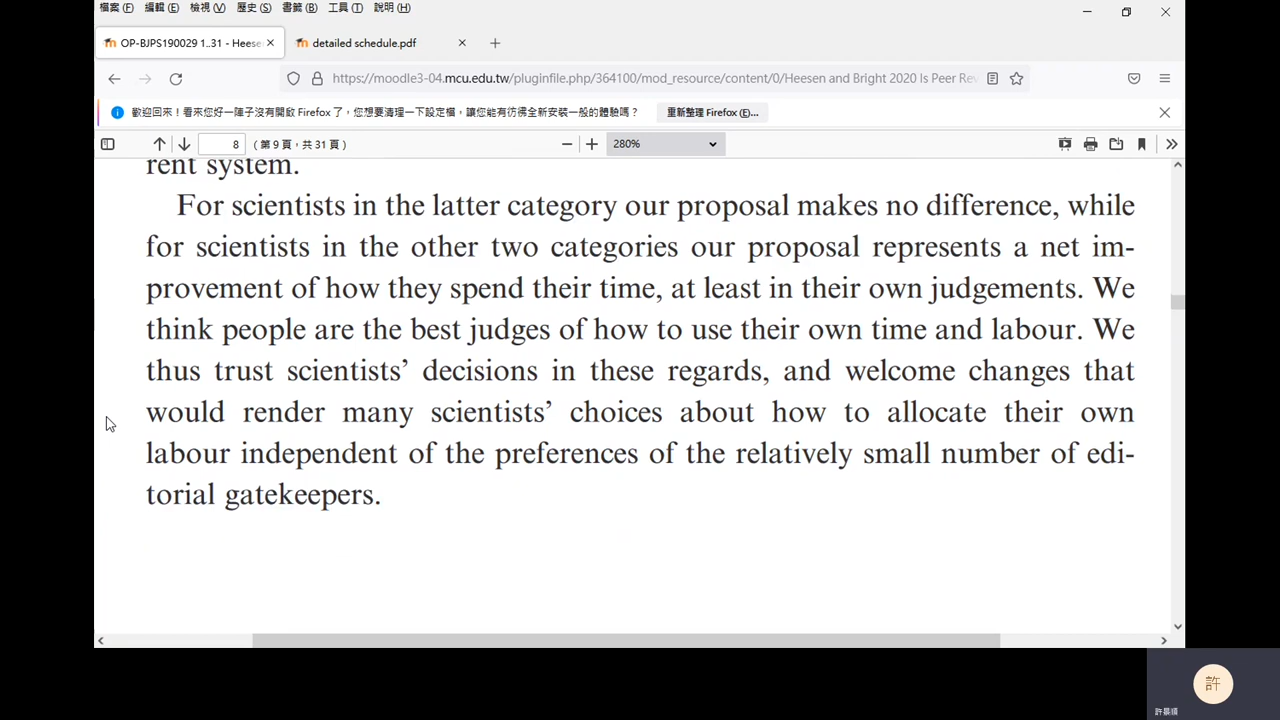 檔案(F) 編輯(E) 檢視(V) 歷史(S) 書籤(B) 工具(T) 說明(H)
OP-BJPS190029 1..31 - Heese
detailed schedule.pdf
https://moodle3-04.mcu.edu.tw/pluginfile.php/364100/mod_resource/content/0/Heesen and Bright 2020 Is Peer Rev
歡迎回來！看來您好一陣子沒有開啟 Firefox 了，您想要清理一下設定檔，讓您能有彷彿全新安裝一般的體驗嗎？ 重新整理 Firefox (E)...
8 (第 9 頁，共 31 頁) 280%
rent system.
For scientists in the latter category our proposal makes no difference, while
for scientists in the other two categories our proposal represents a net im-
provement of how they spend their time, at least in their own judgements. We
think people are the best judges of how to use their own time and labour. We
thus trust scientists’ decisions in these regards, and welcome changes that
would render many scientists’ choices about how to allocate their own
labour independent of the preferences of the relatively small number of edi-
torial gatekeepers.
許